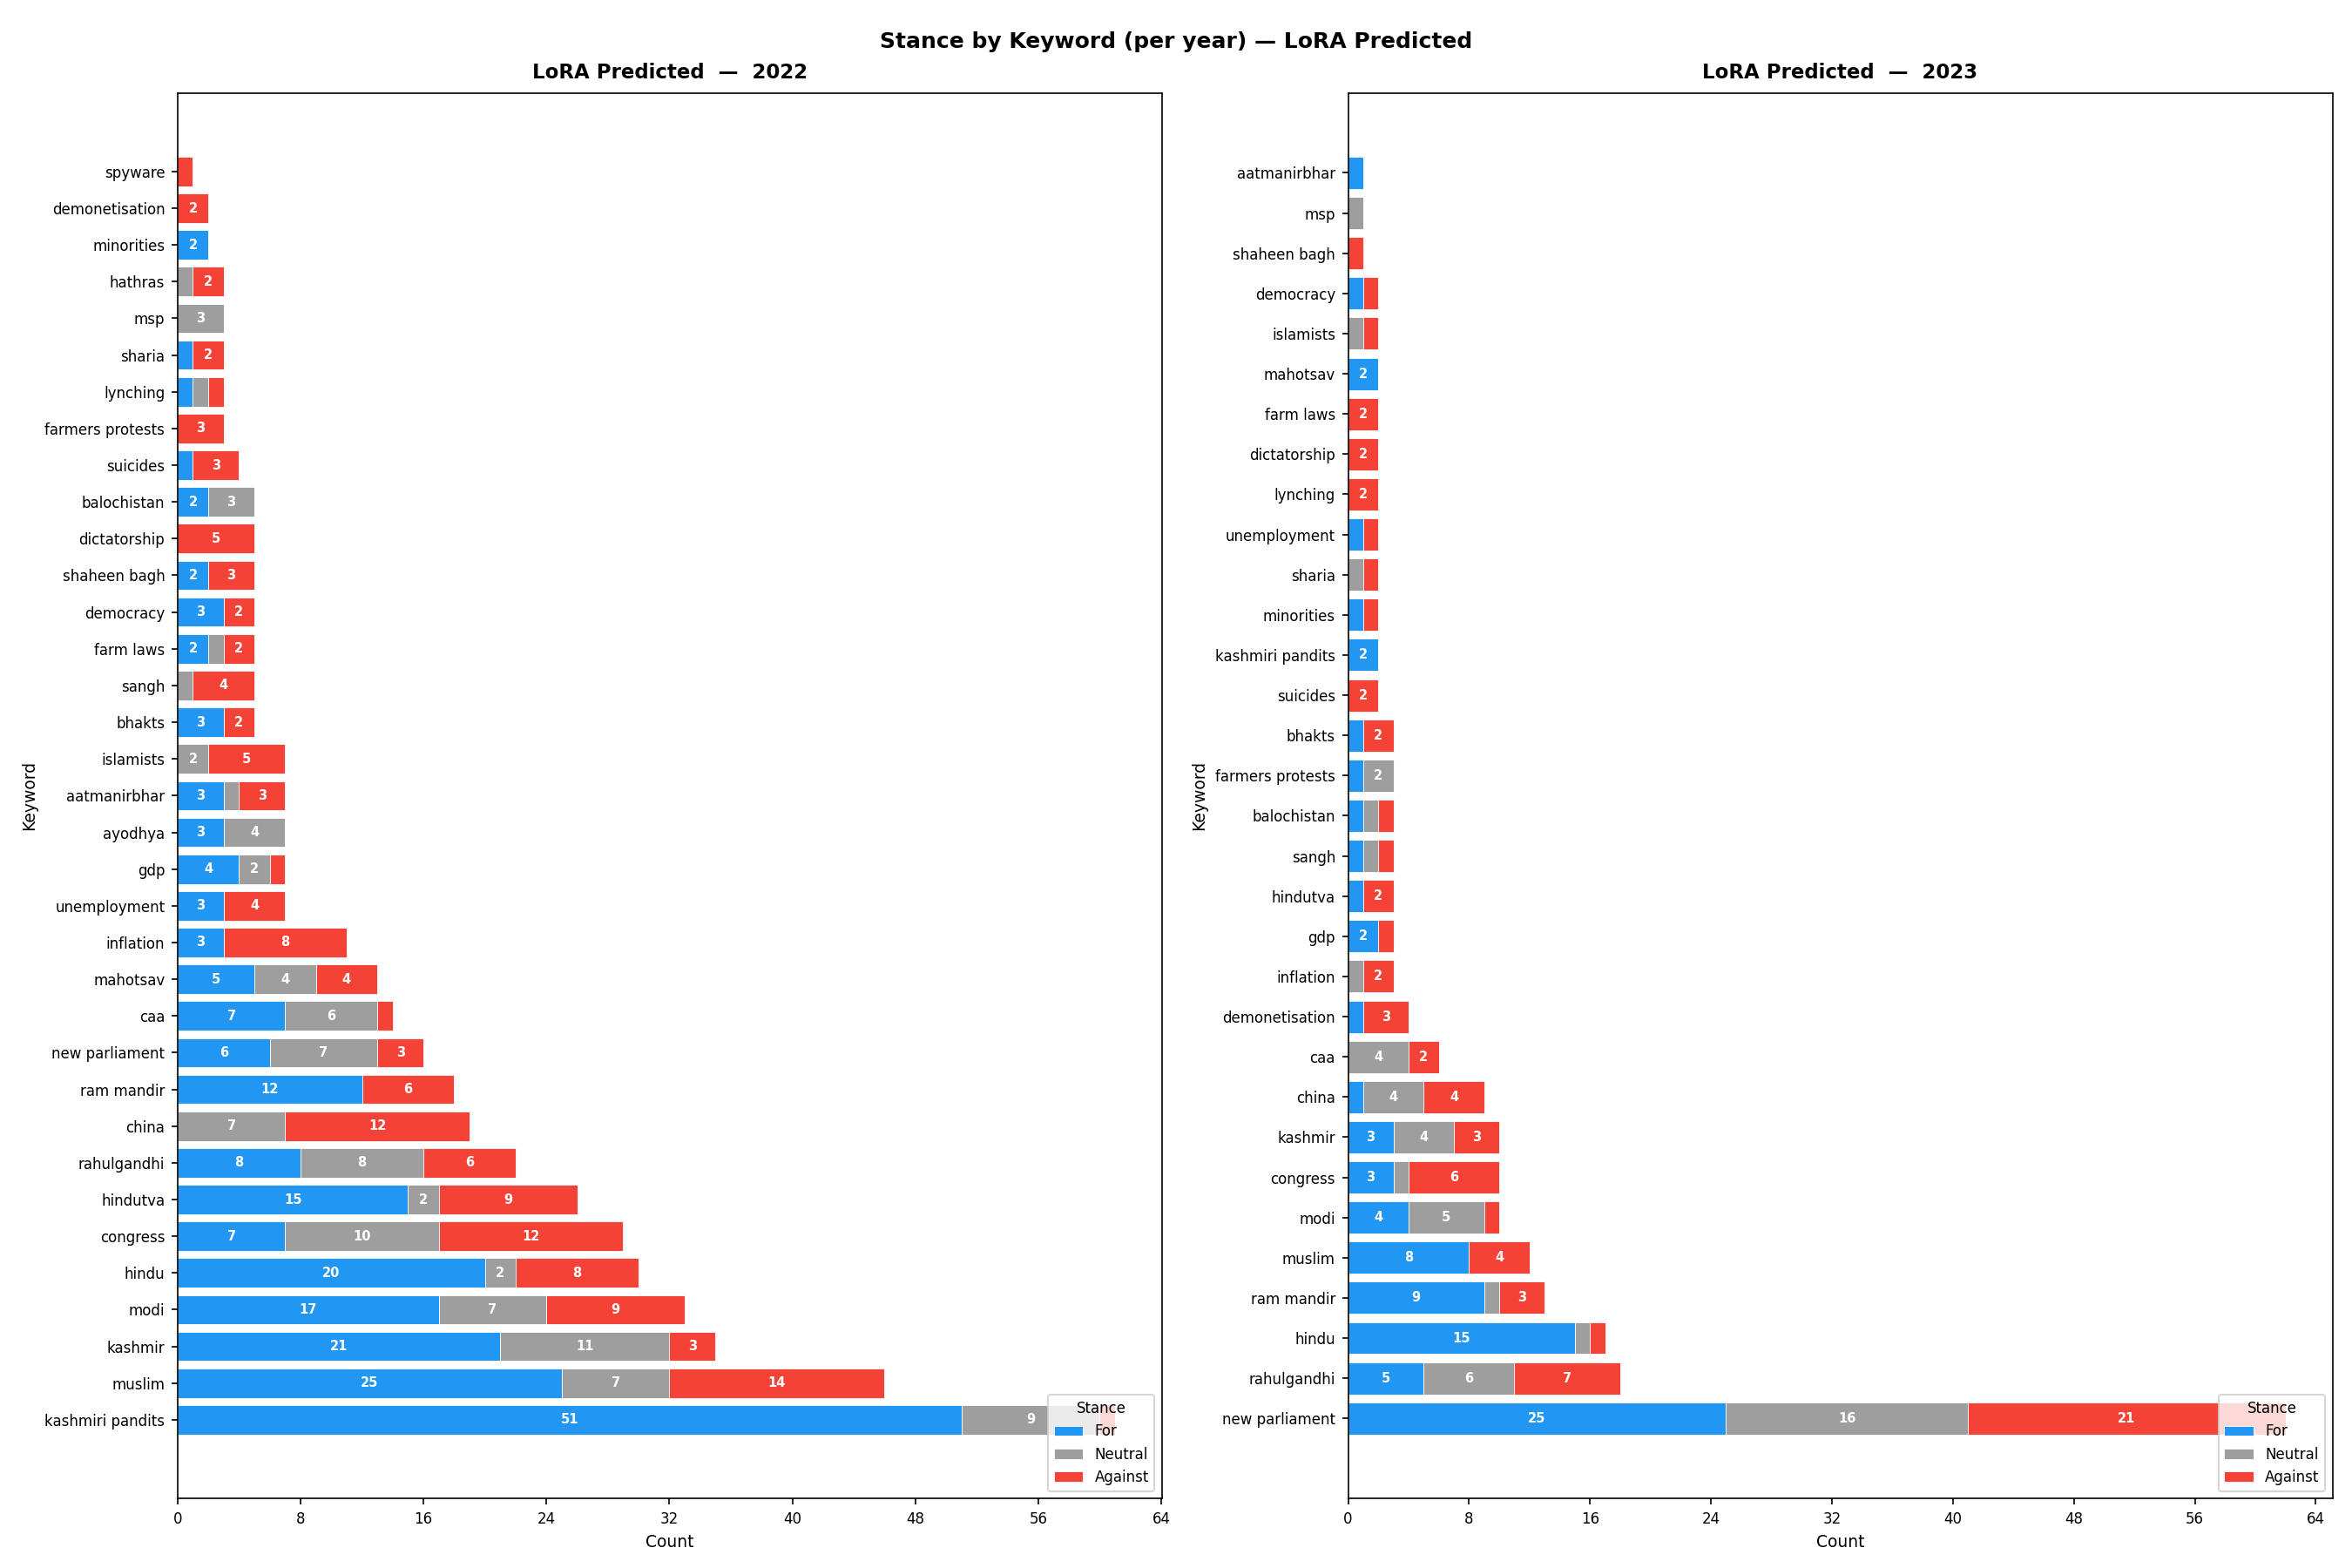 Stance by Keyword (per year) — LoRA Predicted
LoRA Predicted — 2022
Keyword
spyware
demonetisation 2
minorities 2
hathras 2
msp 3
sharia 2
lynching
farmers protests 3
suicides 3
balochistan 2 3
dictatorship 5
shaheen bagh 2 3
democracy 3 2
farm laws 2 2
sangh 4
bhakts 3 2
islamists 2 5
aatmanirbhar 3 3
ayodhya 3 4
gdp 4 2
unemployment 3 4
inflation 3 8
mahotsav 5 4 4
caa 7 6
new parliament 6 7 3
ram mandir 12 6
china 7 12
rahulgandhi 8 8 6
hindutva 15 2 9
congress 7 10 12
hindu 20 2 8
modi 17 7 9
kashmir 21 11 3
muslim 25 7 14
kashmiri pandits 51 9
Stance
For
Neutral
Against
0 8 16 24 32 40 48 56 64
Count
LoRA Predicted — 2023
Keyword
aatmanirbhar
msp
shaheen bagh
democracy
islamists
mahotsav 2
farm laws 2
dictatorship 2
lynching 2
unemployment
sharia
minorities
kashmiri pandits 2
suicides 2
bhakts 2
farmers protests 2
balochistan
sangh
hindutva 2
gdp 2
inflation 2
demonetisation 3
caa 4 2
china 4 4
kashmir 3 4 3
congress 3 6
modi 4 5
muslim 8 4
ram mandir 9 3
hindu 15
rahulgandhi 5 6 7
new parliament 25 16 21
Stance
For
Neutral
Against
0 8 16 24 32 40 48 56 64
Count